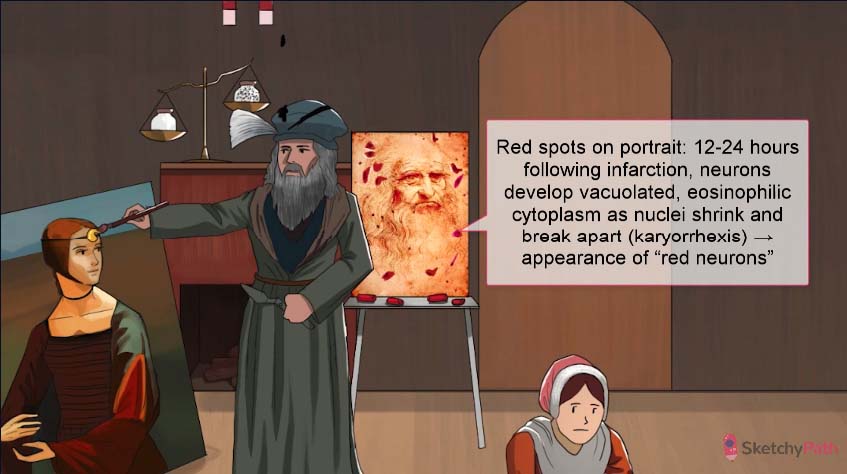 Red spots on portrait: 12-24 hours
following infarction, neurons
develop vacuolated, eosinophilic
cytoplasm as nuclei shrink and
break apart (karyorrhexis) →
appearance of “red neurons”
SketchyPath